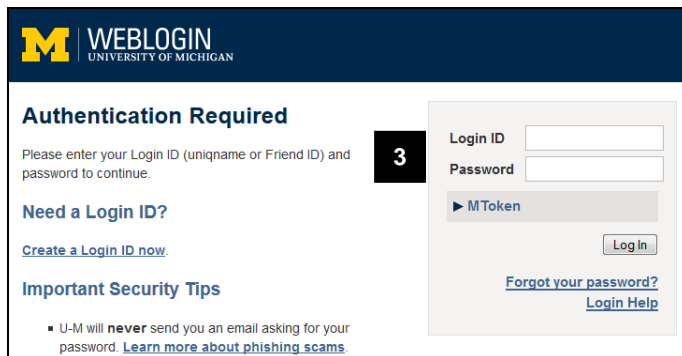 M WEBLOGIN
UNIVERSITY OF MICHIGAN
Authentication Required
Please enter your Login ID (uniqname or Friend ID) and
password to continue.
Need a Login ID?
Create a Login ID now.
Important Security Tips
▪ U-M will never send you an email asking for your
password. Learn more about phishing scams.
3
Login ID
Password
► MToken
Log In
Forgot your password?
Login Help